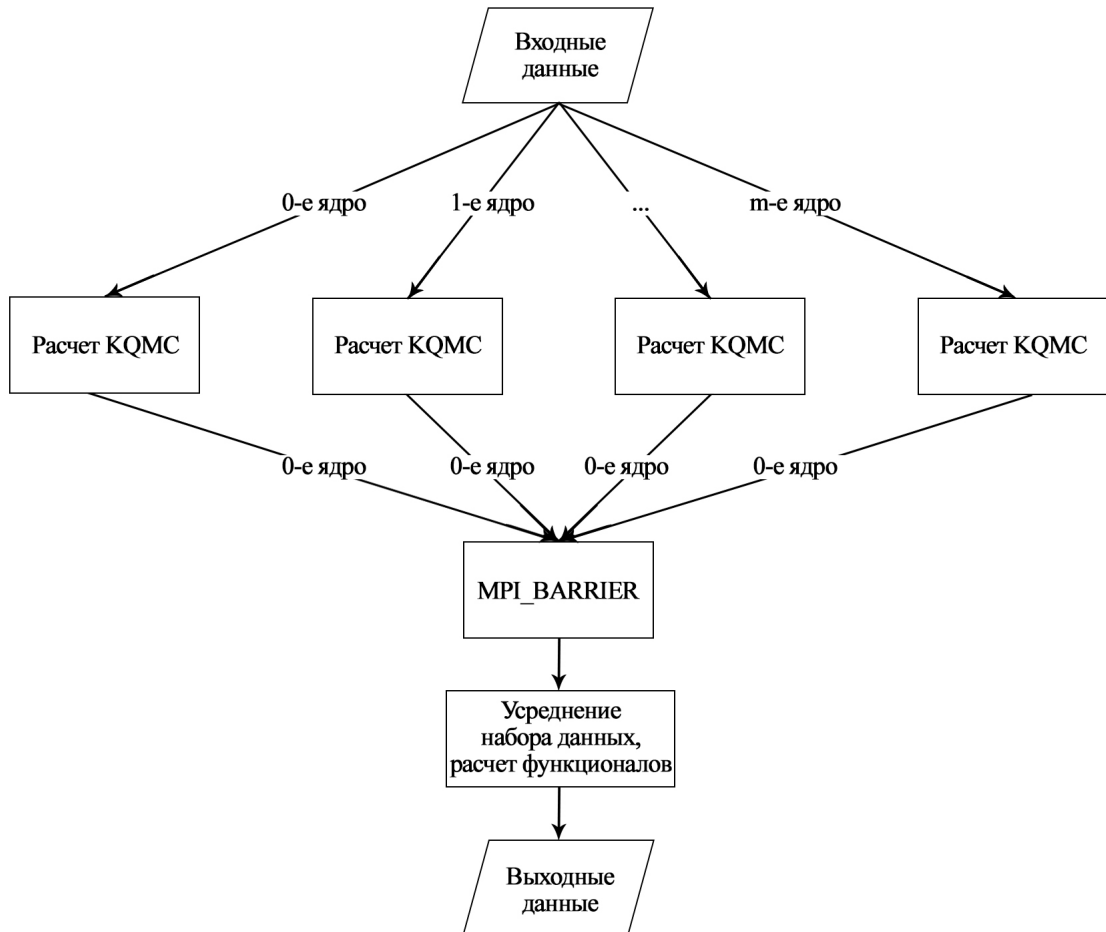 Входные
данные
0-е ядро
1-е ядро
...
m-е ядро
Расчет KQMC
Расчет KQMC
Расчет KQMC
Расчет KQMC
0-е ядро
0-е ядро
0-е ядро
0-е ядро
MPI_BARRIER
Усреднение
набора данных,
расчет функционалов
Выходные
данные